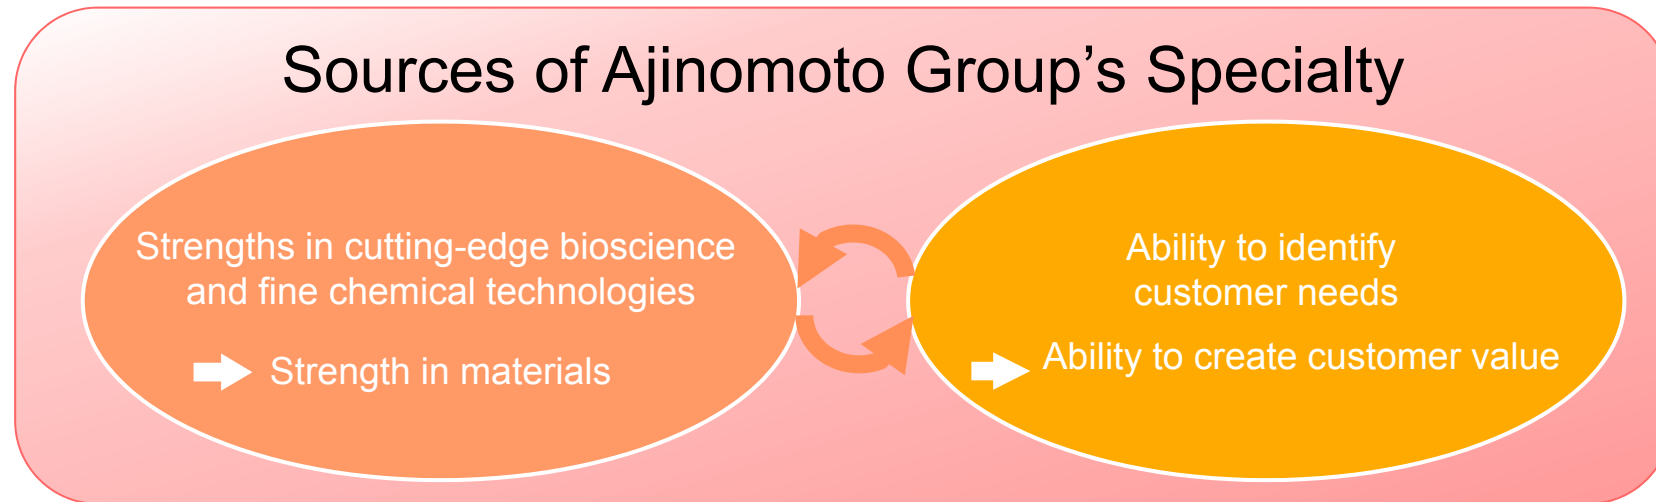 Sources of Ajinomoto Group’s Specialty
Strengths in cutting-edge bioscience
and fine chemical technologies
Strength in materials
Ability to identify
customer needs
Ability to create customer value